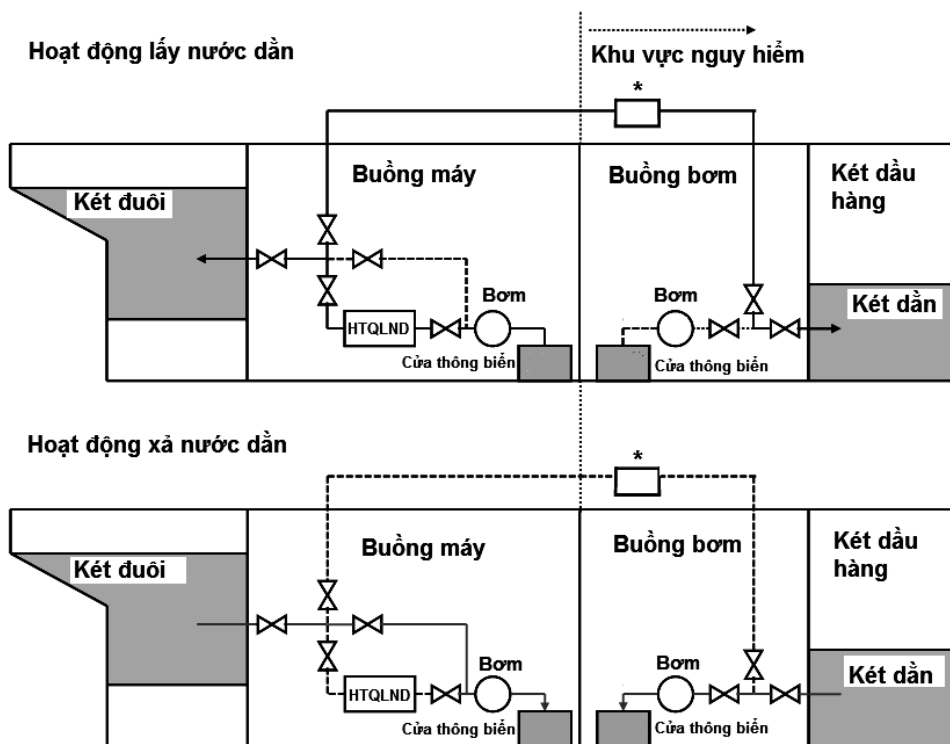 Hoạt động lấy nước dằn
Khu vực nguy hiểm
*
Buồng máy
Buồng bơm
Két dầu
hàng
Két đuôi
Bơm
Bơm
Két dằn
HTQLND
Cửa thông biển
Cửa thông biển
Hoạt động xả nước dằn
*
Buồng máy
Buồng bơm
Két dầu
hàng
Két đuôi
Bơm
Bơm
Két dằn
HTQLND
Cửa thông biển
Cửa thông biển